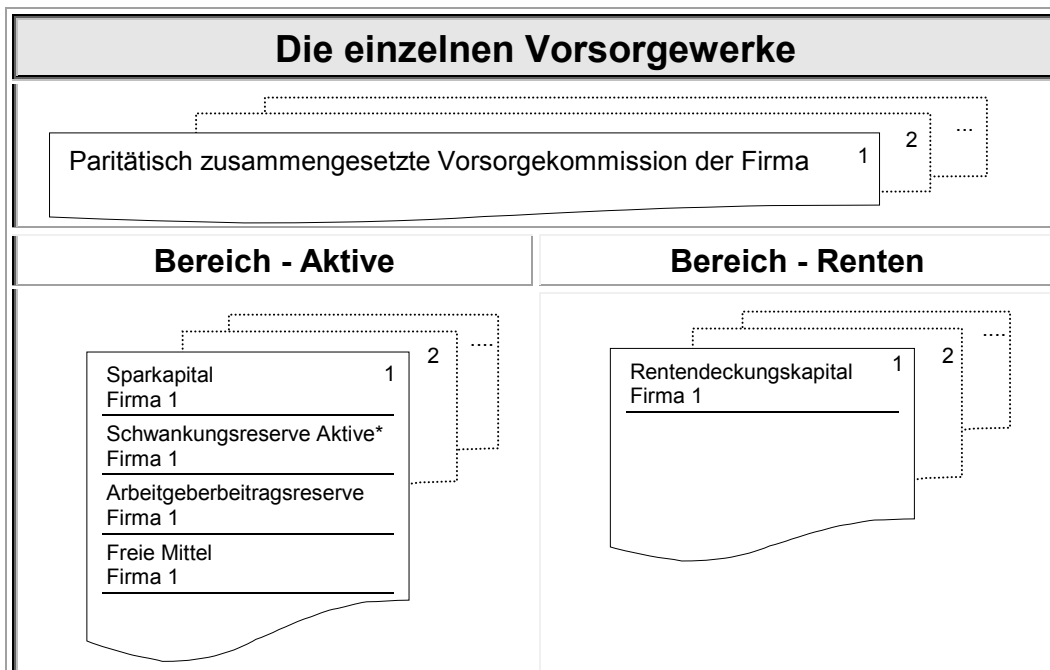 Die einzelnen Vorsorgewerke
...
2
Paritätisch zusammengesetzte Vorsorgekommission der Firma 1
Bereich - Aktive
Bereich - Renten
....
2
Sparkapital 1
Firma 1
Schwankungsreserve Aktive*
Firma 1
Arbeitgeberbeitragsreserve
Firma 1
Freie Mittel
Firma 1
....
2
Rentendeckungskapital 1
Firma 1